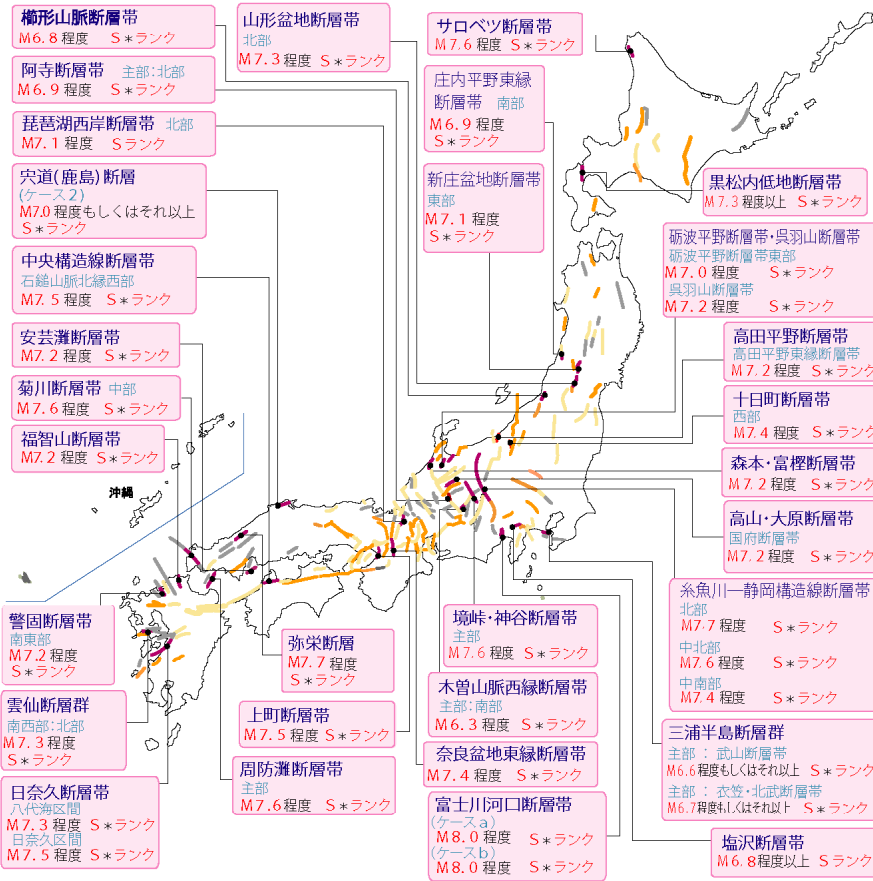 櫛形山脈断層帯
M6.8程度 S*ランク
阿寺断層帯 主部:北部
M6.9程度 S*ランク
琵琶湖西岸断層帯 北部
M7.1程度 Sランク
宍道(鹿島)断層
(ケース2)
M7.0程度もしくはそれ以上
S*ランク
中央構造線断層帯
石鎚山脈北縁西部
M7.5程度 S*ランク
安芸灘断層帯
M7.2程度 S*ランク
菊川断層帯 中部
M7.6程度 S*ランク
福智山断層帯
M7.2程度 S*ランク
沖縄
警固断層帯
南東部
M7.2程度
S*ランク
雲仙断層群
南西部:北部
M7.3程度
S*ランク
日奈久断層帯
八代海区間
M7.3程度 S*ランク
日奈久区間
M7.5程度 S*ランク
山形盆地断層帯
北部
M7.3程度 S*ランク
サロベツ断層帯
M7.6程度 S*ランク
庄内平野東縁
断層帯 南部
M6.9程度
S*ランク
新庄盆地断層帯
東部
M7.1程度
S*ランク
黒松内低地断層帯
M7.3程度以上 S*ランク
砺波平野断層帯・呉羽山断層帯
砺波平野断層帯東部
M7.0程度 S*ランク
呉羽山断層帯
M7.2程度 S*ランク
高田平野断層帯
高田平野東縁断層帯
M7.2程度 S*ランク
十日町断層帯
西部
M7.4程度 S*ランク
森本・富樫断層帯
M7.2程度 S*ランク
高山・大原断層帯
国府断層帯
M7.2程度 S*ランク
糸魚川ー静岡構造線断層帯
北部
M7.7程度 S*ランク
中北部
M7.6程度 S*ランク
中南部
M7.4程度 S*ランク
三浦半島断層群
主部:武山断層帯
M6.6程度もしくはそれ以上 S*ランク
主部:衣笠・北武断層帯
M6.7程度もしくはそれ以上 S*ランク
塩沢断層帯
M6.8程度以上 Sランク
弥栄断層
M7.7程度
S*ランク
上町断層帯
M7.5程度 S*ランク
周防灘断層帯
主部
M7.6程度 S*ランク
境峠・神谷断層帯
主部
M7.6程度 S*ランク
木曽山脈西縁断層帯
主部:南部
M6.3程度 S*ランク
奈良盆地東縁断層帯
M7.4程度 S*ランク
富士川河口断層帯
(ケースa)
M8.0程度 S*ランク
(ケースb)
M8.0程度 S*ランク